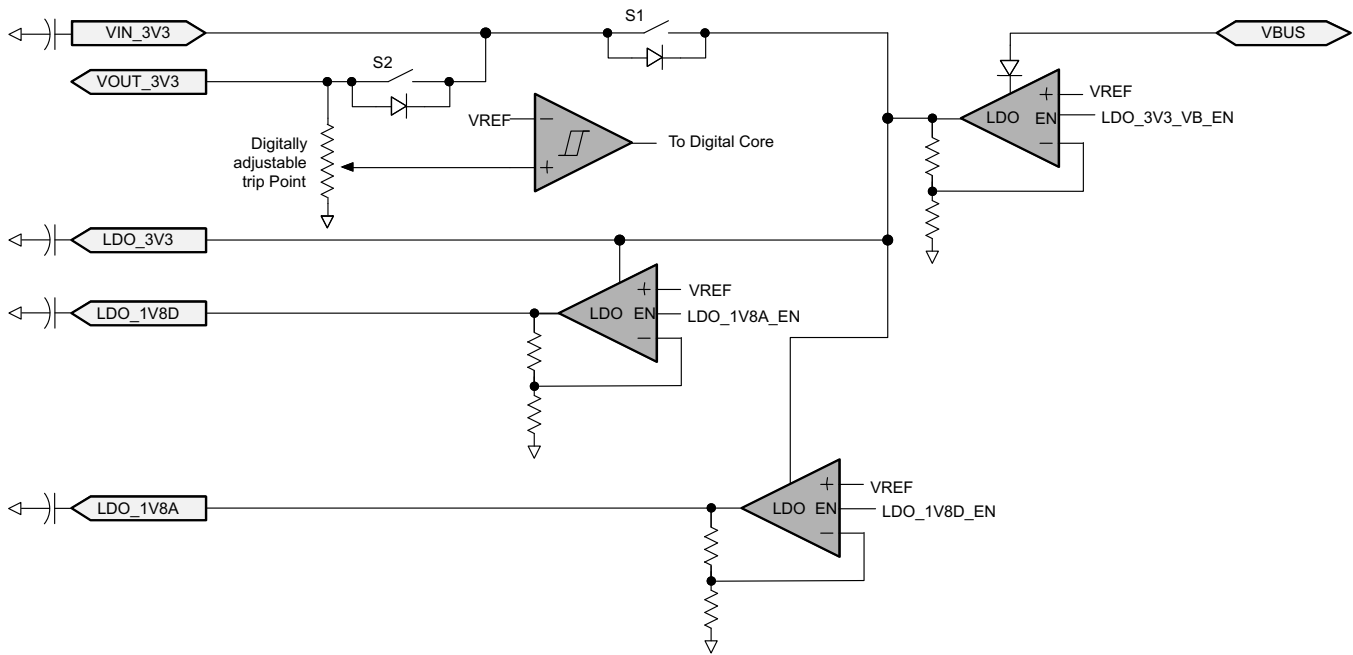 S1
VIN_3V3
VBUS
S2
VOUT_3V3
VREF
+
VREF
−
LDO
EN
LDO_3V3_VB_EN
Digitally
adjustable
trip Point
To Digital Core
−
+
LDO_3V3
+
VREF
LDO_1V8D
LDO
EN
LDO_1V8A_EN
−
+
VREF
LDO_1V8A
LDO
EN
LDO_1V8D_EN
−